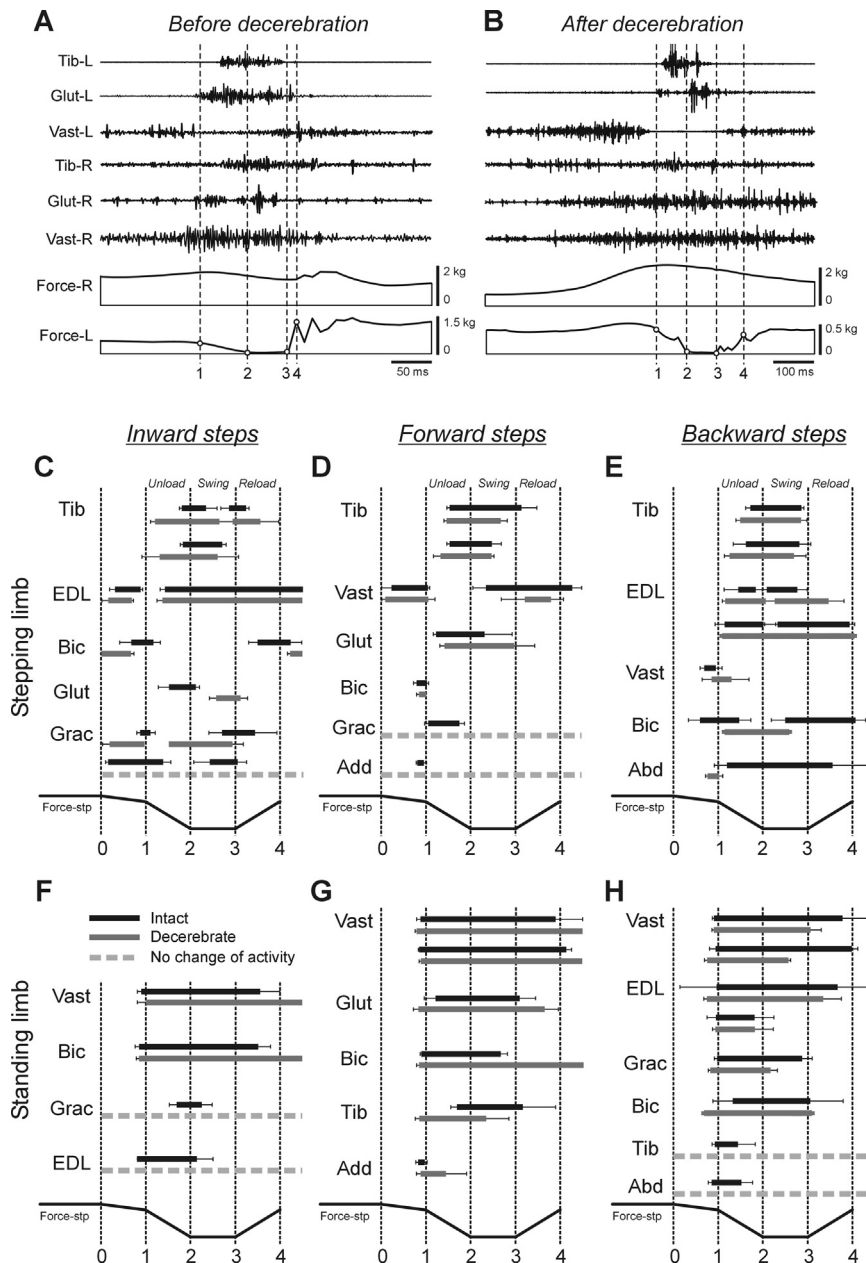 A Before decerebration
B After decerebration
Tib-L
Glut-L
Vast-L
Tib-R
Glut-R
Vast-R
Force-R
2 kg
0
2 kg
0
Force-L
1.5 kg
0
0.5 kg
0
1 2 3 4
50 ms
1 2 3 4
100 ms
Inward steps
Forward steps
Backward steps
C
D
E
Unload Swing Reload
Unload Swing Reload
Unload Swing Reload
Stepping limb
Tib
EDL
Bic
Glut
Grac
Force-stp
0 1 2 3 4
Tib
Vast
Glut
Bic
Grac
Add
0 1 2 3 4
Tib
EDL
Vast
Bic
Abd
Force-stp
0 1 2 3 4
F
G
H
Intact
Decerebrate
No change of activity
Standing limb
Vast
Bic
Grac
EDL
Force-stp
0 1 2 3 4
Vast
Glut
Bic
Tib
Add
0 1 2 3 4
Vast
EDL
Grac
Bic
Tib
Abd
Force-stp
0 1 2 3 4